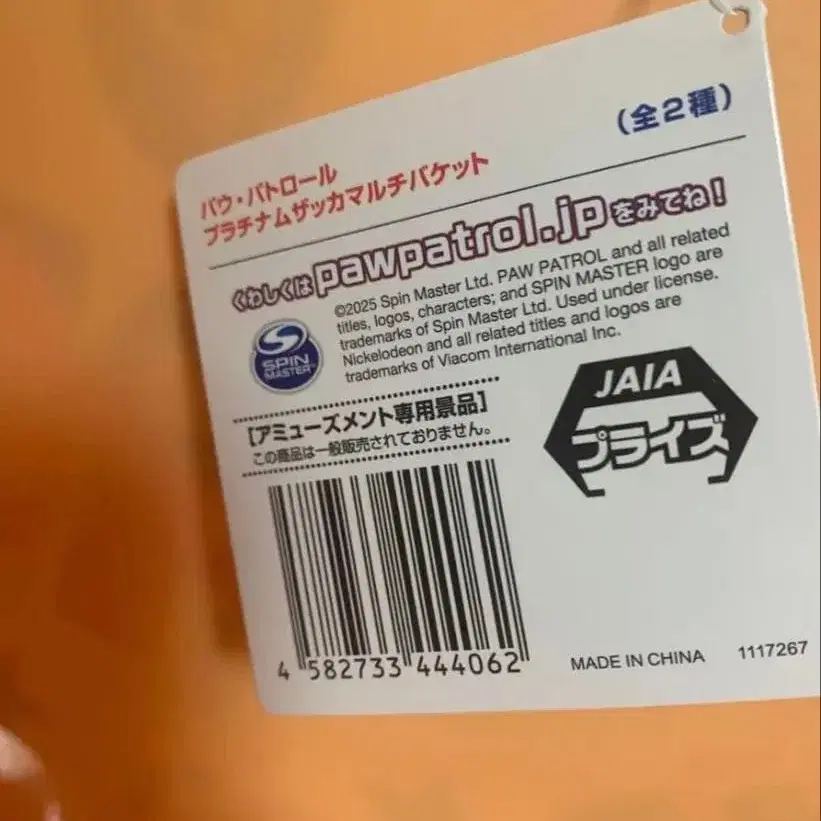 (全2種)
パウ・パトロール
プラチナムザッカマルチバケット
くわしくはpawpatrol.jpをみてね!
©2025 Spin Master Ltd. PAW PATROL and all related
titles, logos, characters; and SPIN MASTER logo are
trademarks of Spin Master Ltd. Used under license.
Nickelodeon and all related titles and logos are
trademarks of Viacom International Inc.
SPIN
MASTER™
[アミューズメント専用景品]
この商品は一般販売されておりません。
JAIA
プライズ
4 582733 444062
MADE IN CHINA 1117267